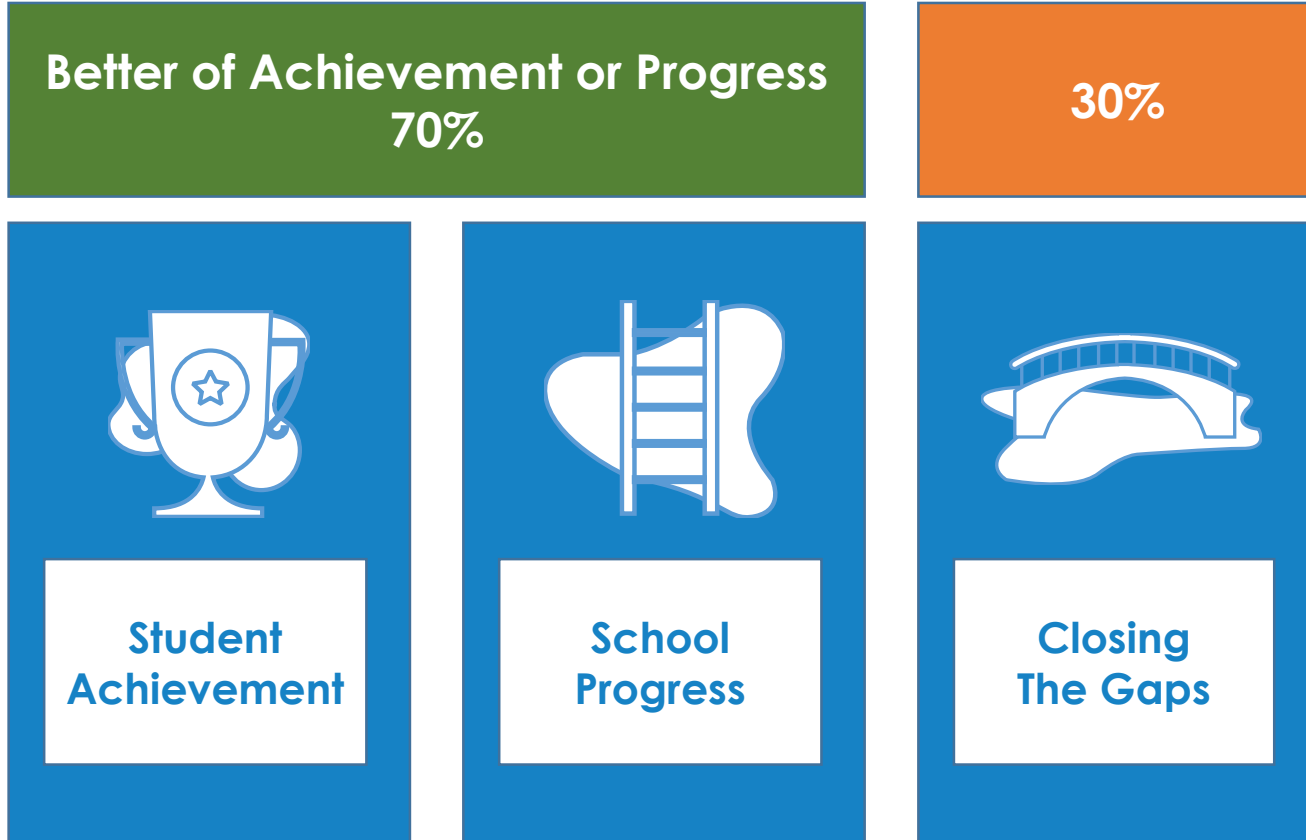 Better of Achievement or Progress
70%
30%
Student
Achievement
School
Progress
Closing
The Gaps